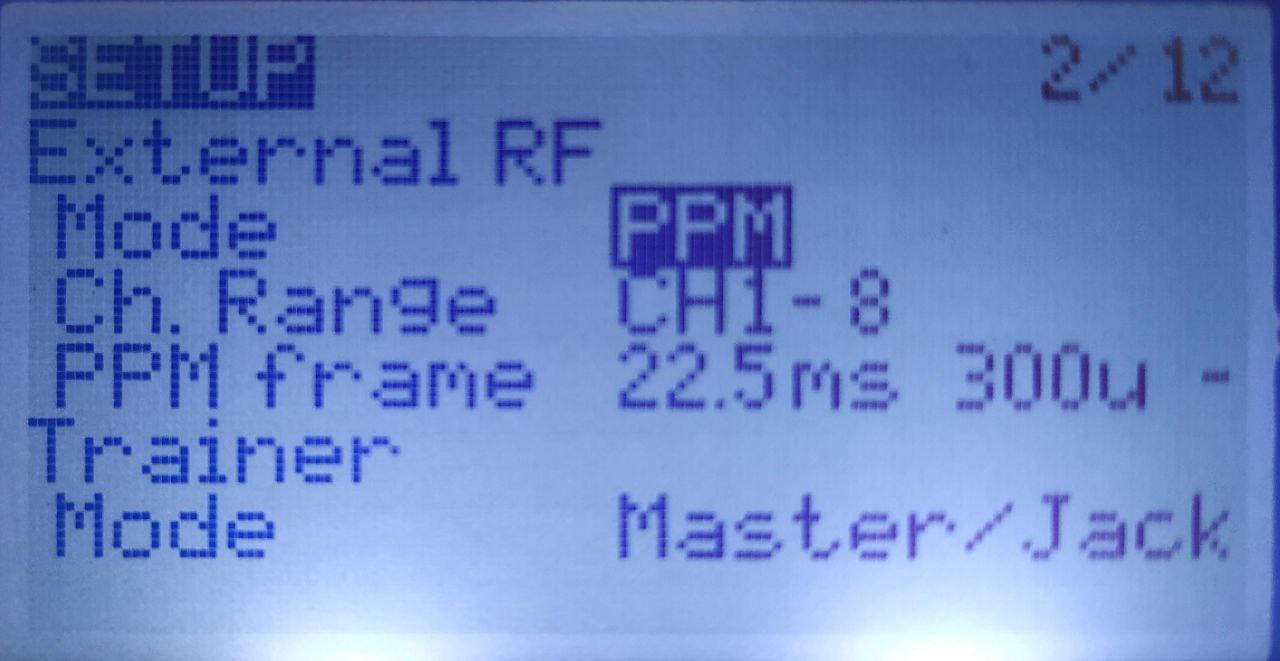 SETUP 2/12
External RF
Mode PPM
Ch. Range CH1-8
PPM frame 22.5ms 300u -
Trainer
Mode Master/Jack